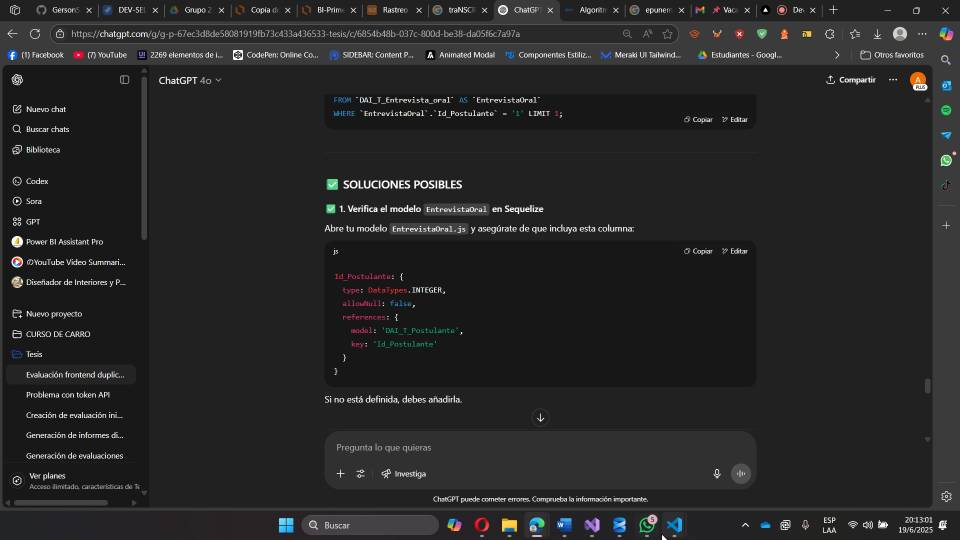 GersonS
DEV-SEL
Grupo 2
Copia d
BI-Prime
Rastreo
traNSCR
ChatGPT
Algoritm
epunem
Vaca
De
https://chatgpt.com/g/g-p-67ec3d8de58081919fb73c433a436533-tesis/c/6854b48b-037c-800d-be38-da05f6c7a97a
(1) Facebook
(7) YouTube
2269 elementos de i...
CodePen: Online Co...
SIDEBAR: Content P...
Animated Modal
Componentes Estiliz...
Meraki UI Tailwind...
Estudiantes - Googl...
Otros favoritos
ChatGPT 4o
Compartir
PLUS
Nuevo chat
Buscar chats
Biblioteca
Codex
Sora
GPT
Power BI Assistant Pro
YouTube Video Summari...
Diseñador de Interiores y P...
Nuevo proyecto
CURSO DE CARRO
Tesis
Evaluación frontend duplic...
Problema con token API
Creación de evaluación ini...
Generación de informes di...
Generación de evaluaciones
Ver planes
Acceso ilimitado, características de Te
FROM `DAI_T_Entrevista_oral` AS `EntrevistaOral`
WHERE `EntrevistaOral`.`Id_Postulante` = '1' LIMIT 1;
Copiar Editar
✅ SOLUCIONES POSIBLES
✅ 1. Verifica el modelo EntrevistaOral en Sequelize
Abre tu modelo EntrevistaOral.js y asegúrate de que incluya esta columna:
js Copiar Editar
Id_Postulante: {
type: DataTypes.INTEGER,
allowNull: false,
references: {
model: 'DAI_T_Postulante',
key: 'Id_Postulante'
}
}
Si no está definida, debes añadirla.
Pregunta lo que quieras
Investiga
ChatGPT puede cometer errores. Comprueba la información importante.
Buscar
5
ESP
LAA
20:13:01
19/6/2025